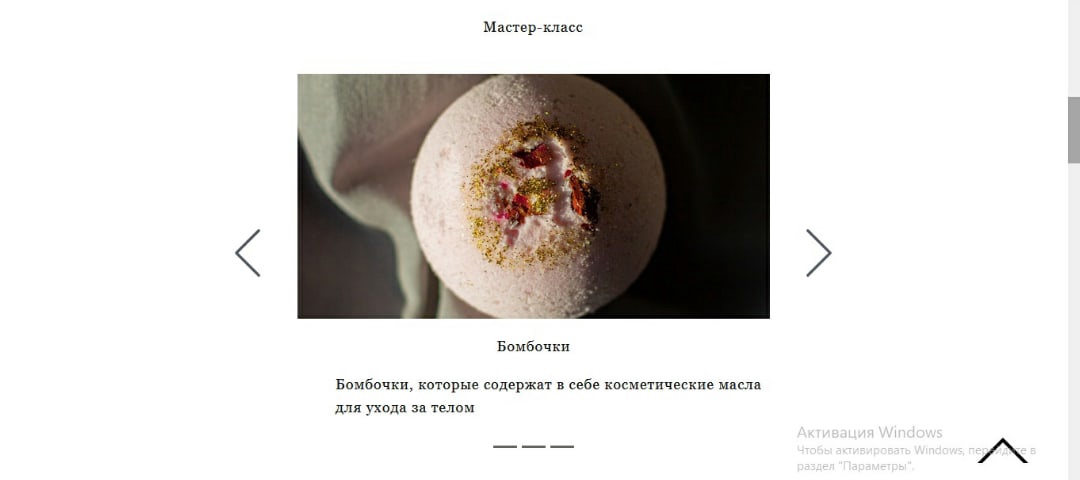 Мастер-класс
Бомбочки
Бомбочки, которые содержат в себе косметические масла
для ухода за телом
Активация Windows
Чтобы активировать Windows, перейдите в
раздел "Параметры".